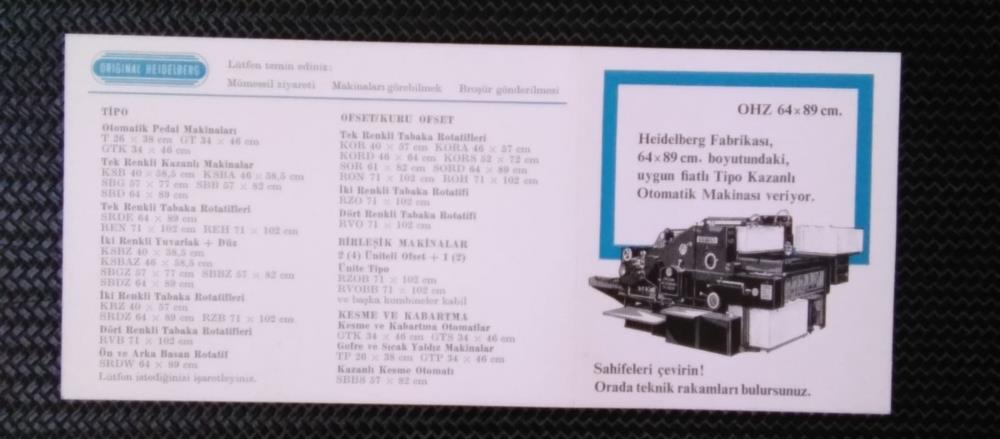 ORIGINAL HEIDELBERG
Lütfen temin ediniz:
Mümessil ziyareti Makinaları görebilmek Broşür gönderilmesi
TİPO
Otomatik Pedal Makinaları
T 26 × 38 cm GT 34 × 46 cm
GTK 34 × 46 cm
Tek Renkli Kazanlı Makinalar
KSB 40 × 58,5 cm KSBA 46 × 58,5 cm
SBG 57 × 77 cm SBB 57 × 82 cm
SBD 64 × 89 cm
Tek Renkli Tabaka Rotatifleri
SRDE 64 × 89 cm
REN 71 × 102 cm REH 71 × 102 cm
İki Renkli Yuvarlak + Düz
KSBZ 40 × 58,5 cm
KSBAZ 46 × 58,5 cm
SBGZ 57 × 77 cm SBBZ 57 × 82 cm
SBDZ 64 × 89 cm
İki Renkli Tabaka Rotatifleri
KRZ 40 × 57 cm
SRDZ 64 × 89 cm RZB 71 × 102 cm
Dört Renkli Tabaka Rotatifleri
RVB 71 × 102 cm
Ön ve Arka Basan Rotatif
SRDW 64 × 89 cm
Lütfen istediğinizi işaretleyiniz.
OFSET/KURU OFSET
Tek Renkli Tabaka Rotatifleri
KOR 40 × 57 cm KORA 46 × 57 cm
KORD 46 × 64 cm KORS 52 × 72 cm
SOR 61 × 82 cm SORD 64 × 89 cm
RON 71 × 102 cm ROH 71 × 102 cm
İki Renkli Tabaka Rotatifi
RZO 71 × 102 cm
Dört Renkli Tabaka Rotatifi
RVO 71 × 102 cm
BİRLEŞİK MAKİNALAR
2 (4) Üniteli Ofset + 1 (2)
Ünite Tipo
RZOB 71 × 102 cm
RVOBB 71 × 102 cm
ve başka kombineler kabil
KESME VE KABARTMA
Kesme ve Kabartma Otomatlar
GTK 34 × 46 cm GTS 34 × 46 cm
Gofre ve Sıcak Yaldız Makinalar
TP 26 × 38 cm GTP 34 × 46 cm
Kazanlı Kesme Otomatı
SBBS 57 × 82 cm
OHZ 64×89 cm.
Heidelberg Fabrikası,
64×89 cm. boyutundaki,
uygun fiatlı Tipo Kazanlı
Otomatik Makinası veriyor.
Sahifeleri çevirin!
Orada teknik rakamları bulursunuz.